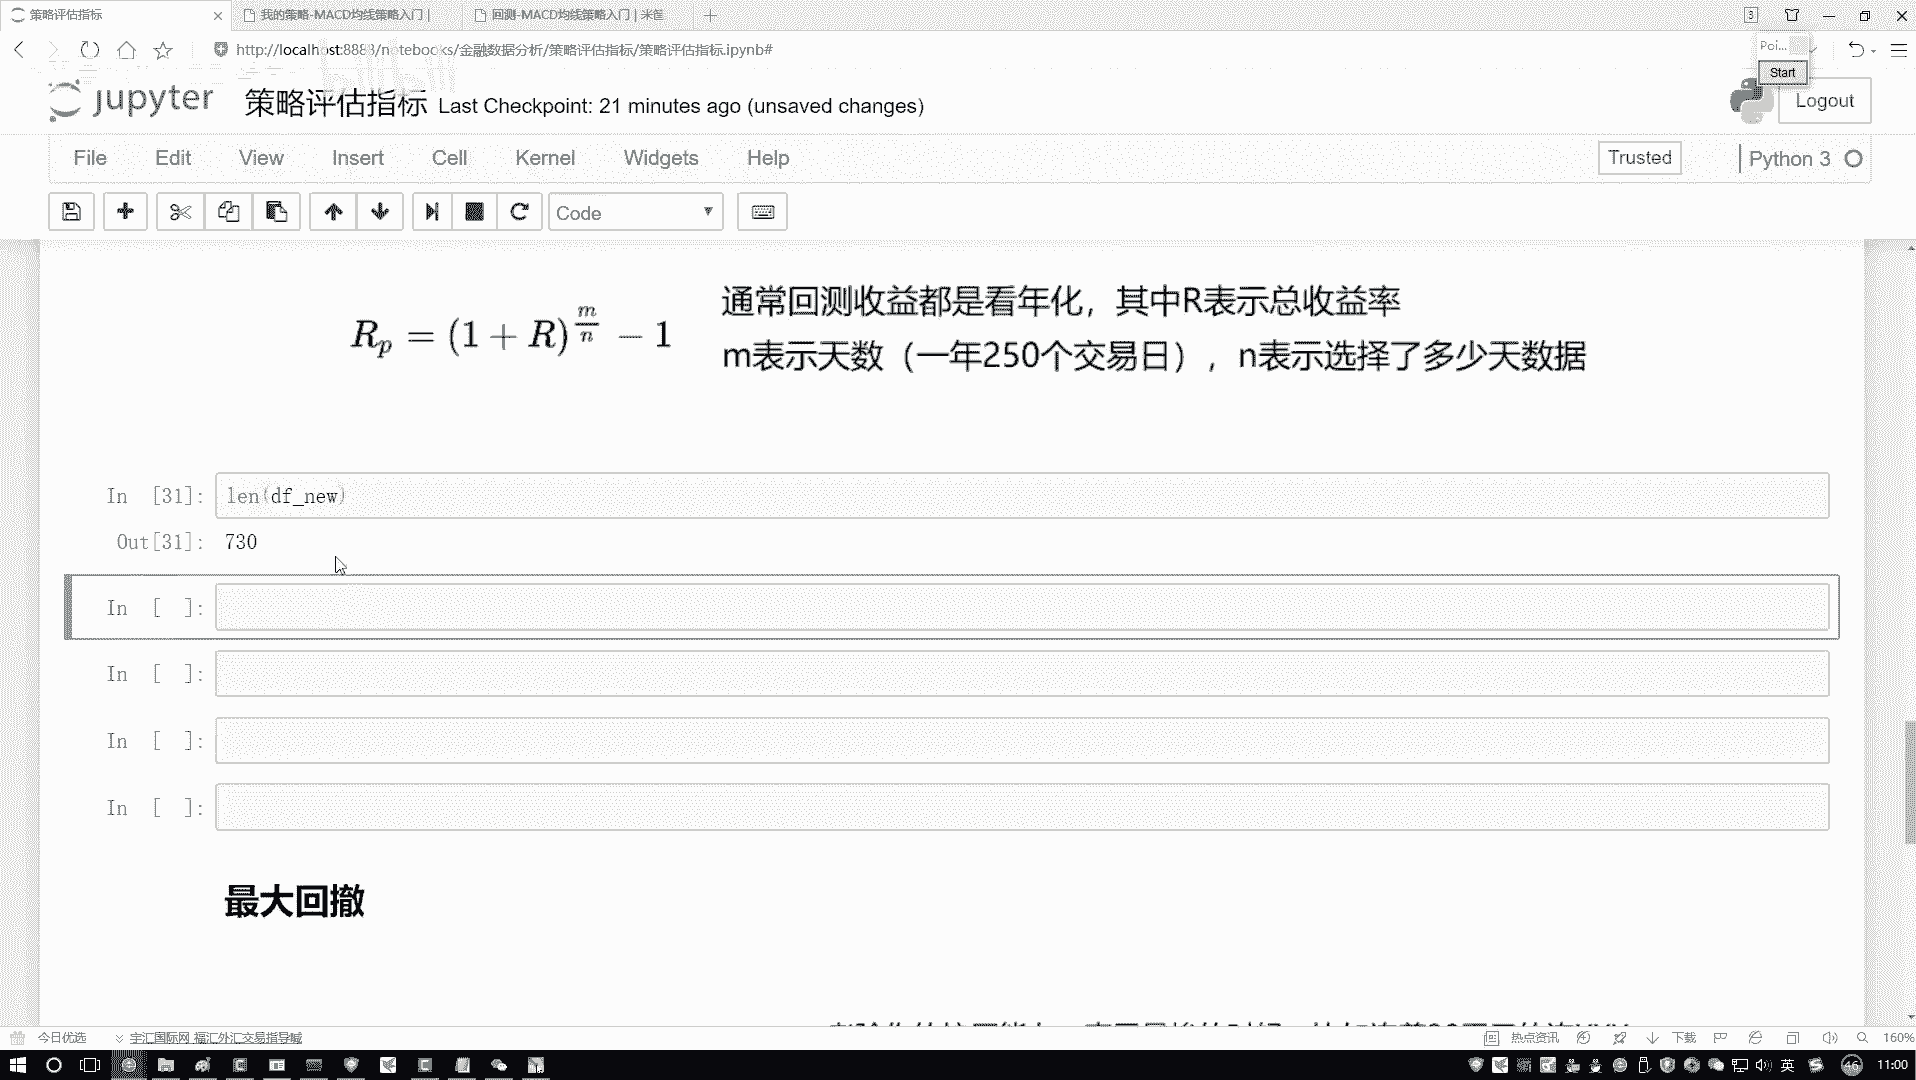 策略评估指标
我的策略-MACD均线策略入门 |
回测-MACD均线策略入门 | 米筐
3
http://localhost:8888/notebooks/金融数据分析/策略评估指标/策略评估指标.ipynb#
Poi...
Start
jupyter 策略评估指标 Last Checkpoint: 21 minutes ago (unsaved changes)
Logout
File Edit View Insert Cell Kernel Widgets Help
Trusted
Python 3
Code
R_p = (1 + R)^{m/n} − 1
通常回测收益都是看年化，其中R表示总收益率
m表示天数（一年250个交易日），n表示选择了多少天数据
In [31]: len(df_new)
Out[31]: 730
In [ ]:
In [ ]:
In [ ]:
In [ ]:
最大回撤
今日优选
宇汇国际网 福汇外汇交易指导喊
热点资讯
下载
160%
英
46
11:00